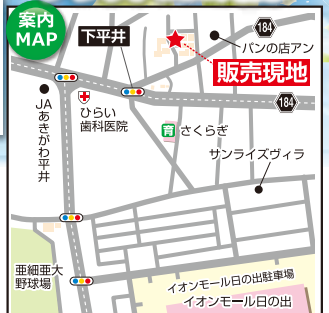 案内
MAP
下平井
184
パンの店アン
販売現地
184
JAあきがわ平井
ひらい
歯科医院
育
さくらぎ
サンライズヴィラ
亜細亜大
野球場
イオンモール日の出駐車場
イオンモール日の出